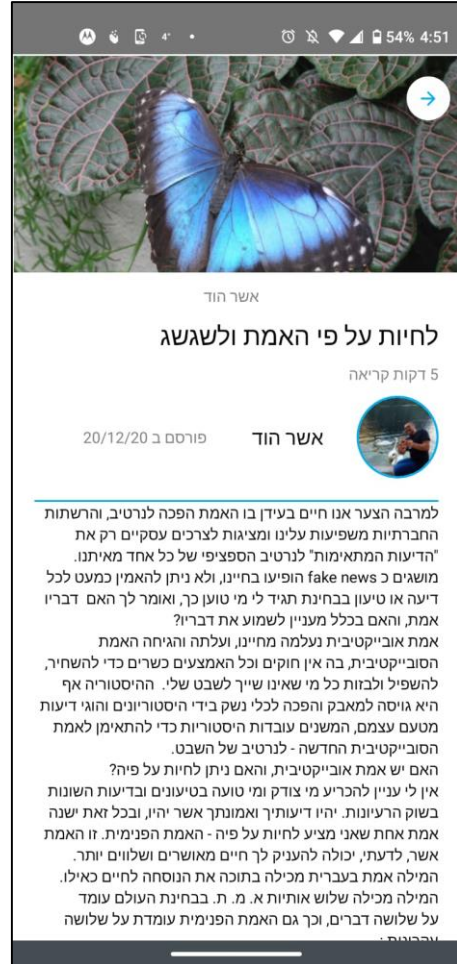 4° 54% 4:51
אשר הוד
לחיות על פי האמת ולשגשג
5 דקות קריאה
אשר הוד
פורסם ב 20/12/20
למרבה הצער אנו חיים בעידן בו האמת הפכה לנרטיב, והרשתות
החברתיות משפיעות עלינו ומציגות לצרכים עסקיים רק את
"הדיעות המתאימות" לנרטיב הספציפי של כל אחד מאיתנו.
מושגים כ fake news הופיעו בחיינו, ולא ניתן להאמין כמעט לכל
דיעה או טיעון בבחינת תגיד לי מי טוען כך, ואומר לך האם דבריו
אמת, והאם בכלל מעניין לשמוע את דבריו?
אמת אובייקטיבית נעלמה מחיינו, ועלתה והגיחה האמת
הסובייקטיבית, בה אין חוקים וכל האמצעים כשרים כדי להשחיר,
להשפיל ולבזות כל מי שאינו שייך לשבט שלי. ההיסטוריה אף
היא גויסה למאבק והפכה לכלי נשק בידי היסטוריונים והוגי דיעות
מטעם עצמם, המשנים עובדות היסטוריות כדי להתאימן לאמת
הסובייקטיבית החדשה - לנרטיב של השבט.
האם יש אמת אובייקטיבית, והאם ניתן לחיות על פיה?
אין לי עניין להכריע מי צודק ומי טועה בטיעונים ובדיעות השונות
בשוק הרעיונות. יהיו דיעותיך ואמונתך אשר יהיו, ובכל זאת ישנה
אמת אחת שאני מציע לחיות על פיה - האמת הפנימית. זו האמת
אשר, לדעתי, יכולה להעניק לך חיים מאושרים ושלווים יותר.
המילה אמת בעברית מכילה בתוכה את הנוסחה לחיים כאילו.
המילה מכילה שלוש אותיות א. מ. ת. בבחינת העולם עומד
על שלושה דברים, וכך גם האמת הפנימית עומדת על שלושה